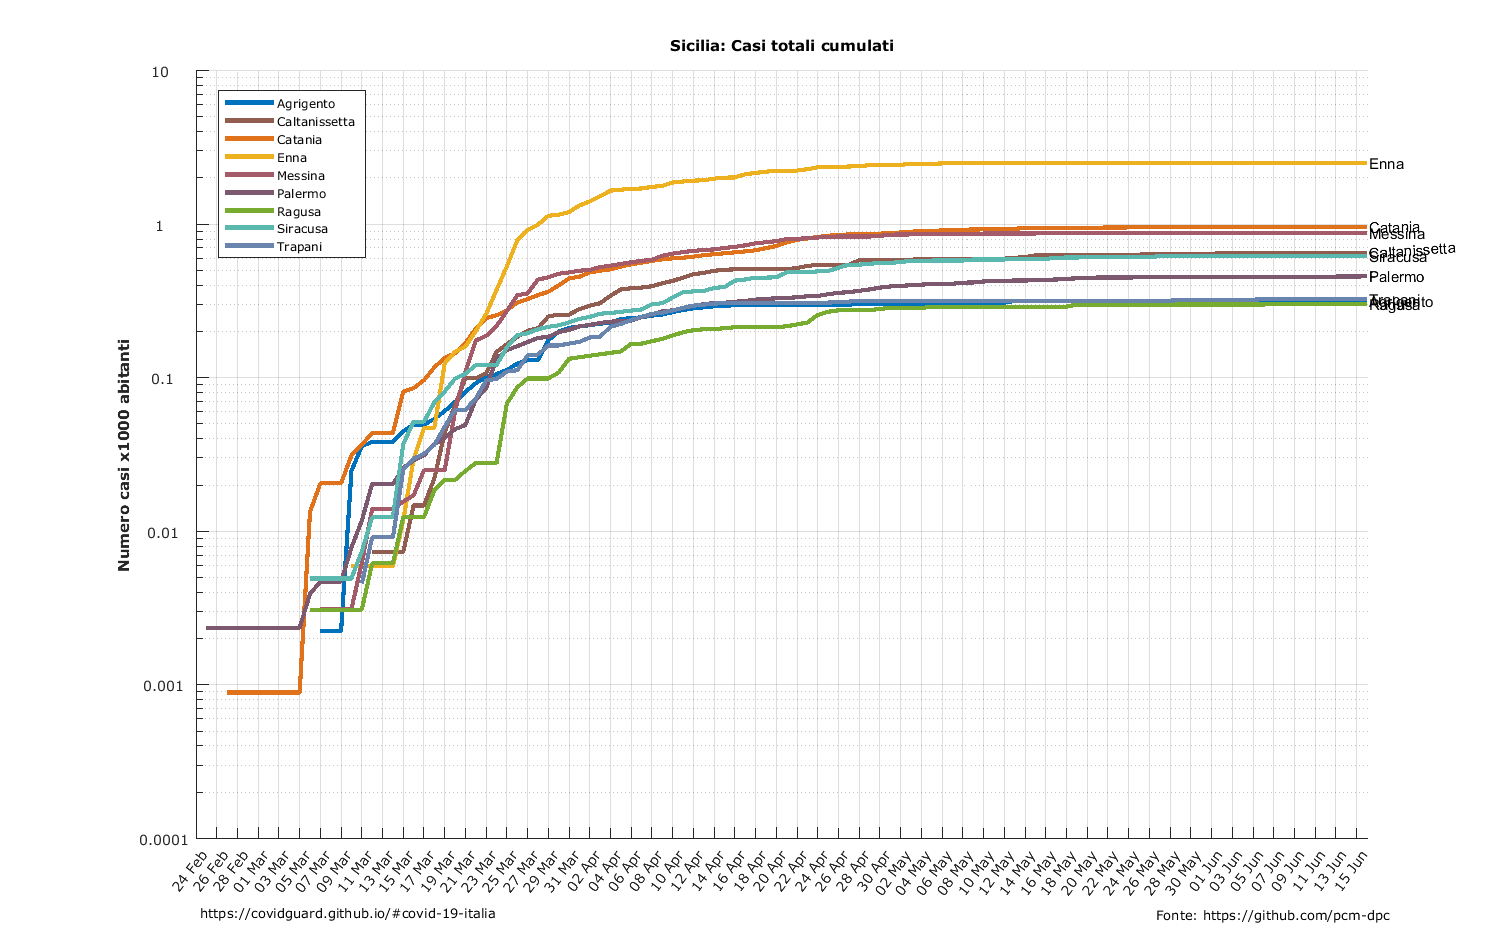 Sicilia: Casi totali cumulati
10
1
0.1
0.01
0.001
0.0001
Numero casi x1000 abitanti
Agrigento
Caltanissetta
Catania
Enna
Messina
Palermo
Ragusa
Siracusa
Trapani
Enna
Catania
Messina
Caltanissetta
Siracusa
Palermo
Trapani
Agrigento
Ragusa
24 Feb
26 Feb
28 Feb
01 Mar
03 Mar
05 Mar
07 Mar
09 Mar
11 Mar
13 Mar
15 Mar
17 Mar
19 Mar
21 Mar
23 Mar
25 Mar
27 Mar
29 Mar
31 Mar
02 Apr
04 Apr
06 Apr
08 Apr
10 Apr
12 Apr
14 Apr
16 Apr
18 Apr
20 Apr
22 Apr
24 Apr
26 Apr
28 Apr
30 Apr
02 May
04 May
06 May
08 May
10 May
12 May
14 May
16 May
18 May
20 May
22 May
24 May
26 May
28 May
30 May
01 Jun
03 Jun
05 Jun
07 Jun
09 Jun
11 Jun
13 Jun
15 Jun
https://covidguard.github.io/#covid-19-italia
Fonte: https://github.com/pcm-dpc